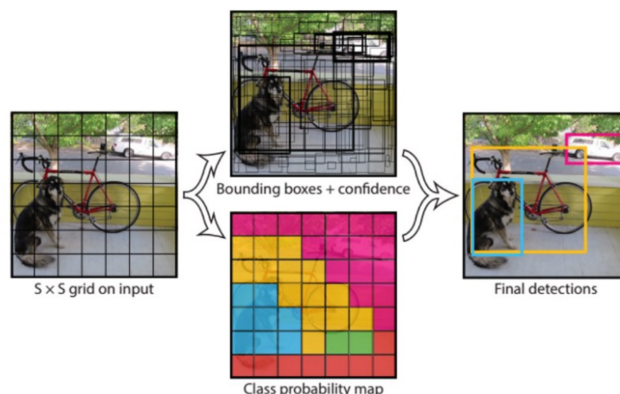 Bounding boxes + confidence
S × S grid on input
Final detections
Class probability map